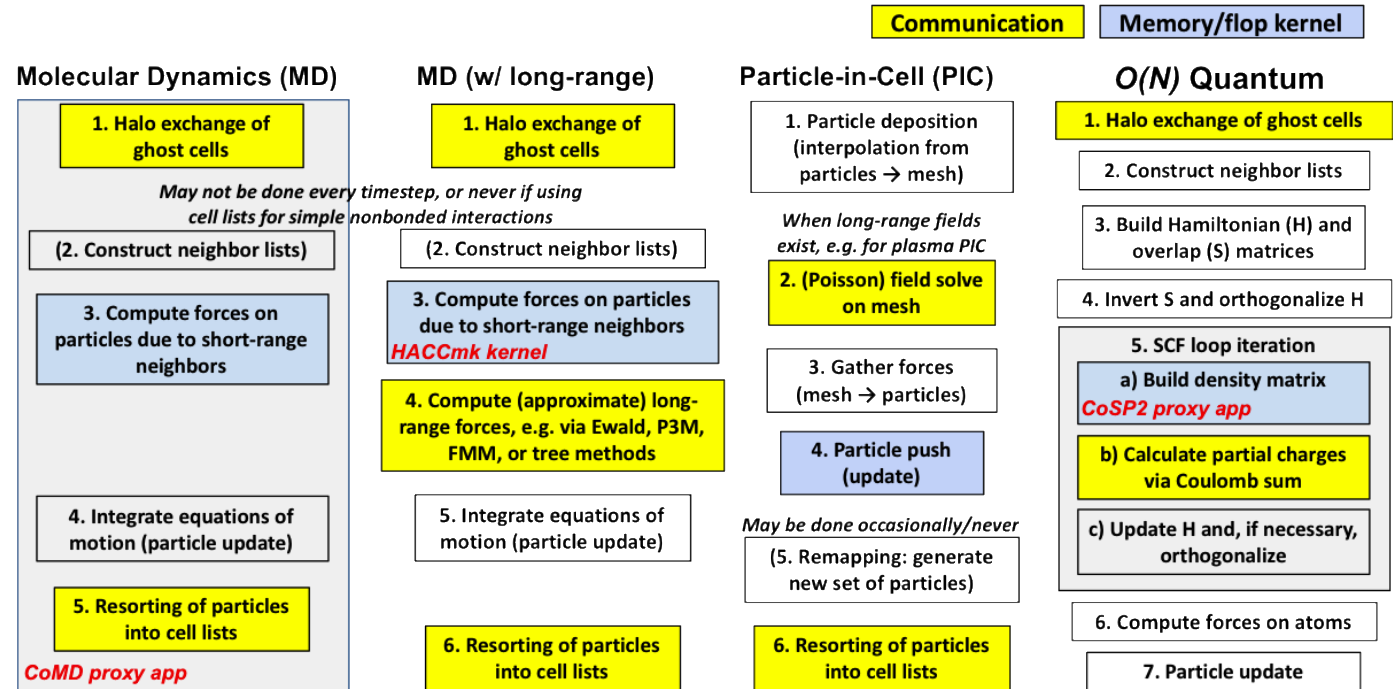 Communication
Memory/flop kernel
Molecular Dynamics (MD)
1. Halo exchange of
ghost cells
May not be done every timestep, or never if using
cell lists for simple nonbonded interactions
(2. Construct neighbor lists)
3. Compute forces on
particles due to short-range
neighbors
4. Integrate equations of
motion (particle update)
5. Resorting of particles
into cell lists
CoMD proxy app
MD (w/ long-range)
1. Halo exchange of
ghost cells
(2. Construct neighbor lists)
3. Compute forces on particles
due to short-range neighbors
HACCmk kernel
4. Compute (approximate) long-
range forces, e.g. via Ewald, P3M,
FMM, or tree methods
5. Integrate equations of
motion (particle update)
6. Resorting of particles
into cell lists
Particle-in-Cell (PIC)
1. Particle deposition
(interpolation from
particles → mesh)
When long-range fields
exist, e.g. for plasma PIC
2. (Poisson) field solve
on mesh
3. Gather forces
(mesh → particles)
4. Particle push
(update)
May be done occasionally/never
(5. Remapping: generate
new set of particles)
6. Resorting of particles
into cell lists
O(N) Quantum
1. Halo exchange of ghost cells
2. Construct neighbor lists
3. Build Hamiltonian (H) and
overlap (S) matrices
4. Invert S and orthogonalize H
5. SCF loop iteration
a) Build density matrix
CoSP2 proxy app
b) Calculate partial charges
via Coulomb sum
c) Update H and, if necessary,
orthogonalize
6. Compute forces on atoms
7. Particle update